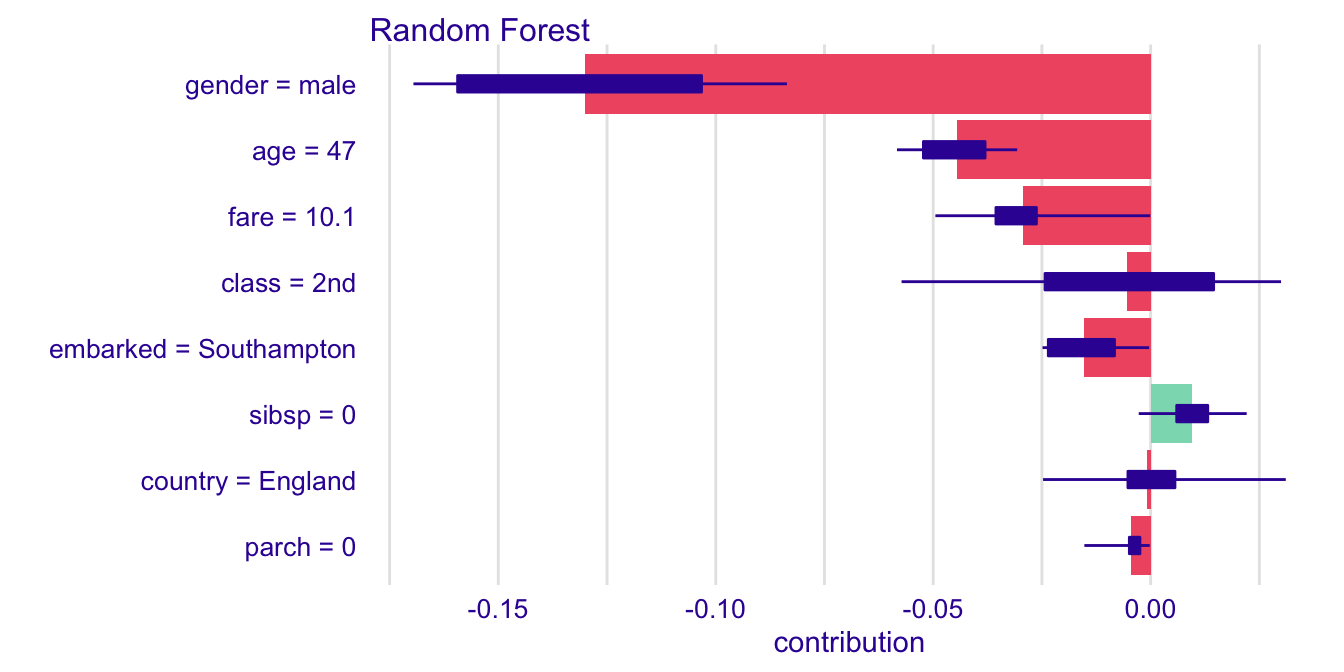 Random Forest
gender = male
age = 47
fare = 10.1
class = 2nd
embarked = Southampton
sibsp = 0
country = England
parch = 0
-0.15 -0.10 -0.05 0.00
contribution